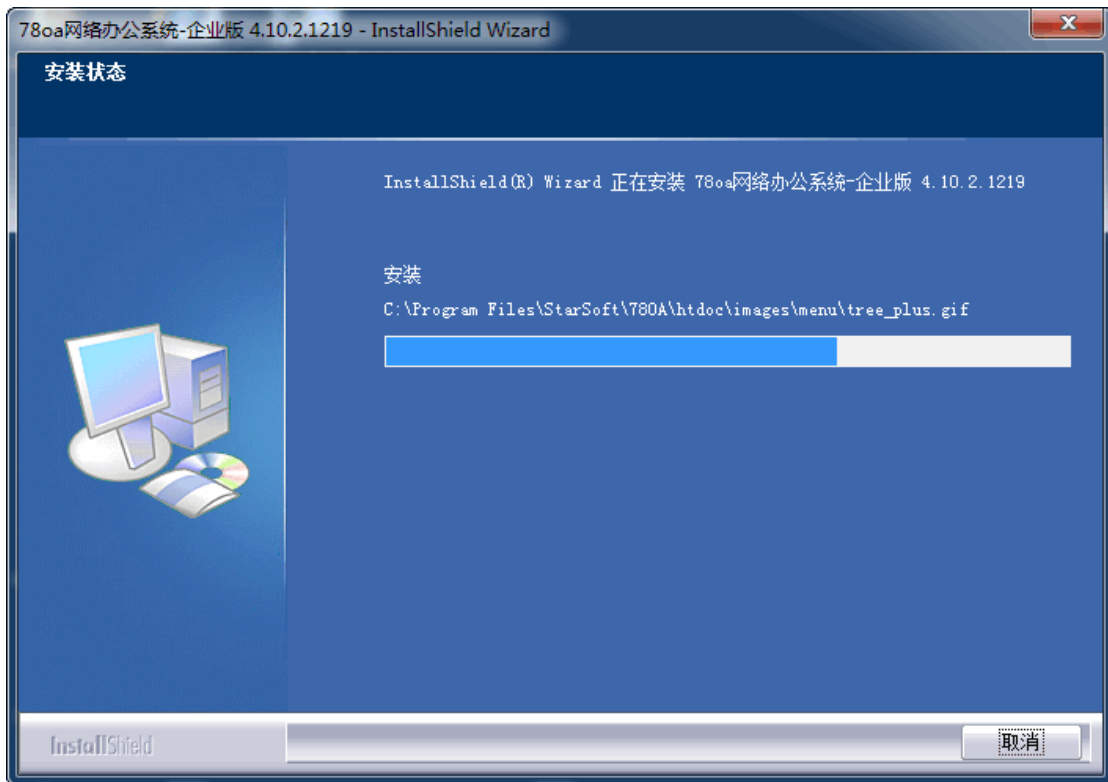 78oa网络办公系统-企业版 4.10.2.1219 - InstallShield Wizard
安装状态
InstallShield(R) Wizard 正在安装 78oa网络办公系统-企业版 4.10.2.1219
安装
C:\Program Files\StarSoft\78OA\htdoc\images\menu\tree_plus.gif
InstallShield
取消